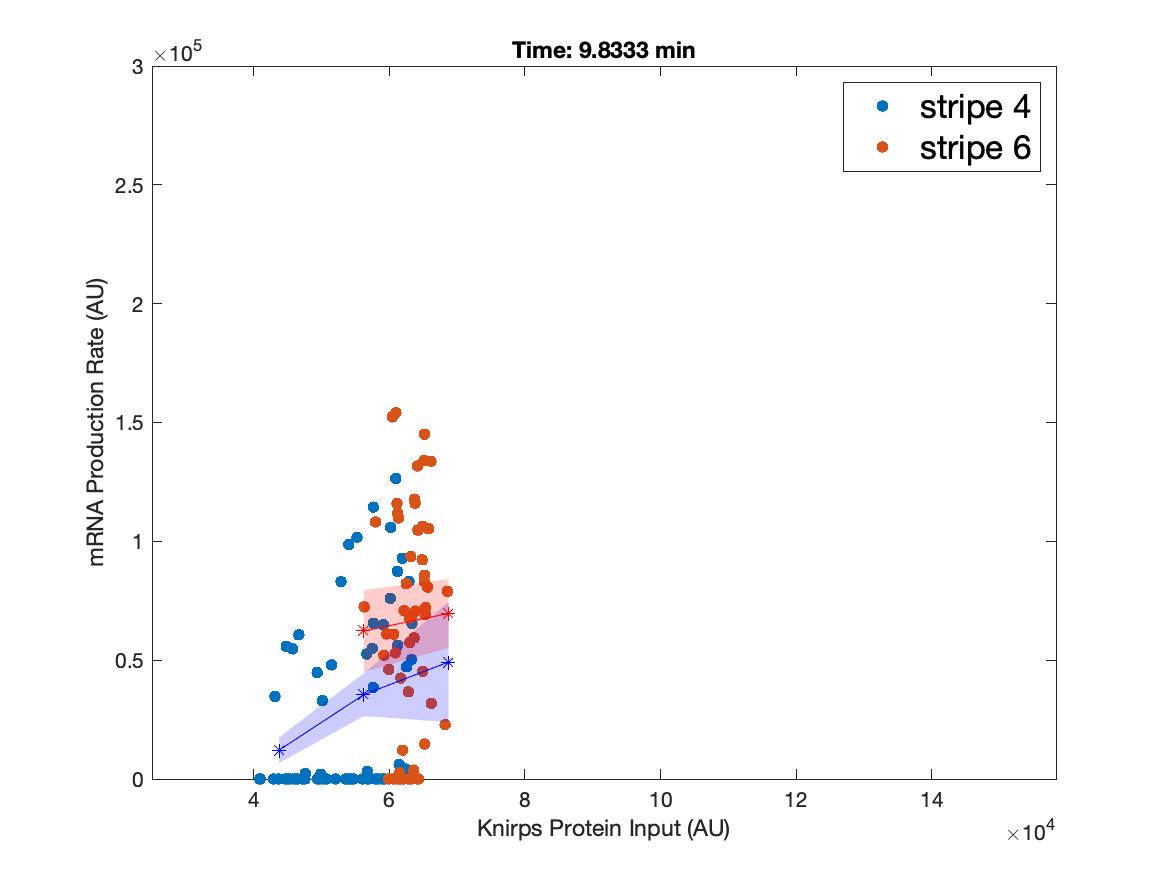 Time: 9.8333 min
×10^5
3
2.5
2
1.5
1
0.5
0
mRNA Production Rate (AU)
stripe 4
stripe 6
4 6 8 10 12 14
Knirps Protein Input (AU)
×10^4